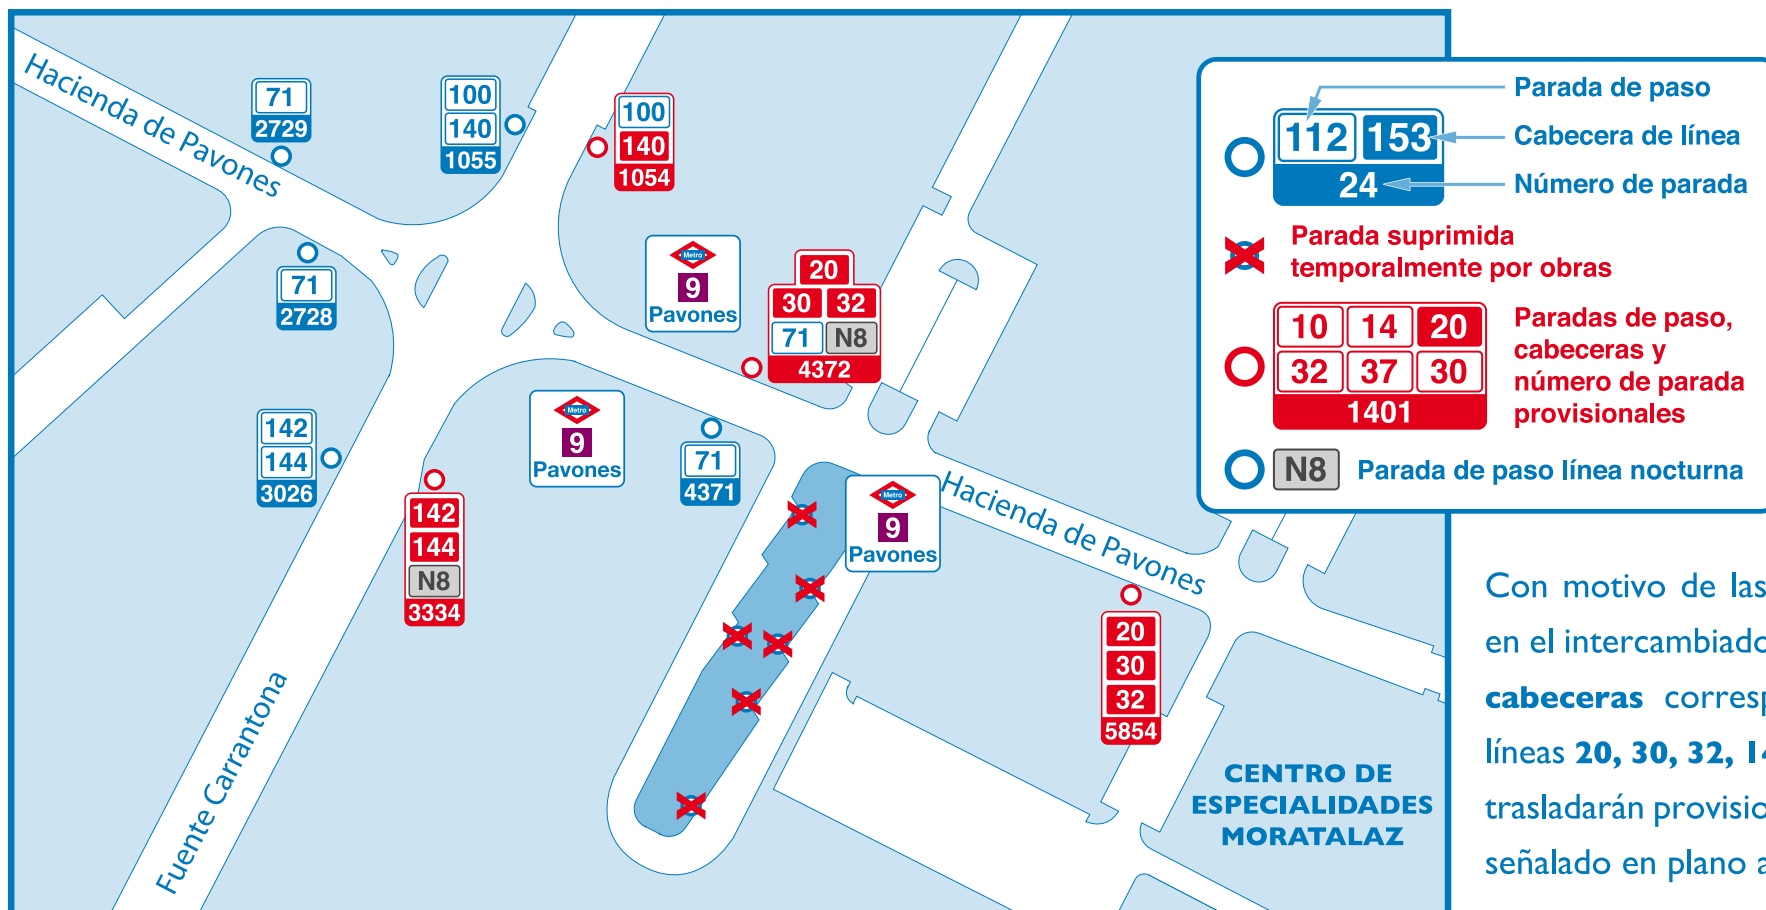 Hacienda de Pavones
71
2729
100
140
1055
100
140
1054
71
2728
Metro
9
Pavones
20
30 32
71 N8
4372
142
144
3026
Metro
9
Pavones
71
4371
142
144
N8
3334
Metro
9
Pavones
Hacienda de Pavones
20
30
32
5854
Fuente Carrantona
CENTRO DE
ESPECIALIDADES
MORATALAZ
112 153
24
Parada de paso
Cabecera de línea
Número de parada
Parada suprimida
temporalmente por obras
10 14 20
32 37 30
1401
Paradas de paso,
cabeceras y
número de parada
provisionales
N8 Parada de paso línea nocturna
Con motivo de las
en el
cabeceras
líneas 20, 30, 32,
trasladarán
señalado en plano